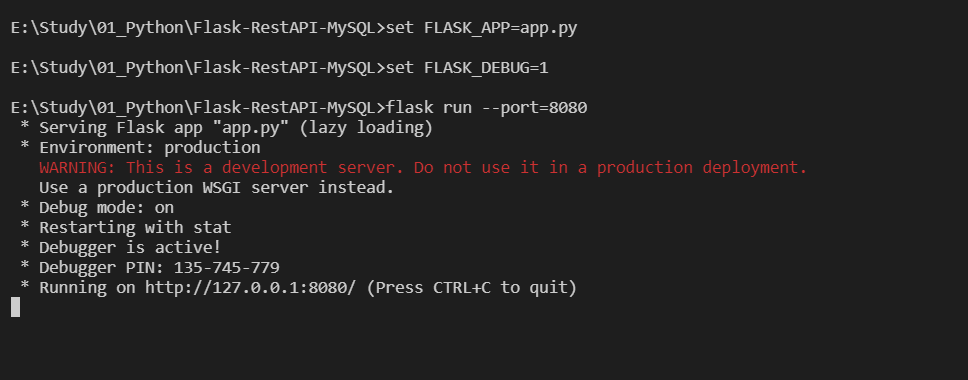 E:\Study\01_Python\Flask-RestAPI-MySQL>set FLASK_APP=app.py
E:\Study\01_Python\Flask-RestAPI-MySQL>set FLASK_DEBUG=1
E:\Study\01_Python\Flask-RestAPI-MySQL>flask run --port=8080
 * Serving Flask app "app.py" (lazy loading)
 * Environment: production
   WARNING: This is a development server. Do not use it in a production deployment.
   Use a production WSGI server instead.
 * Debug mode: on
 * Restarting with stat
 * Debugger is active!
 * Debugger PIN: 135-745-779
 * Running on http://127.0.0.1:8080/ (Press CTRL+C to quit)